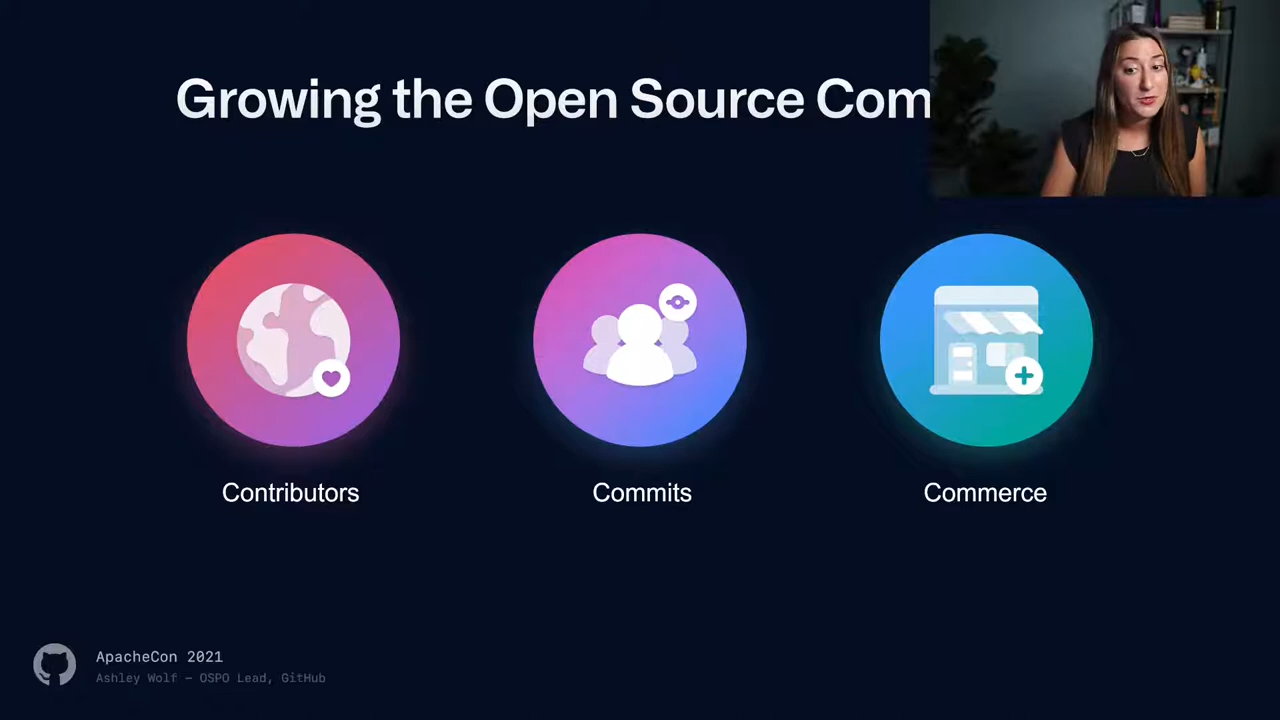 Growing the Open Source Com
Contributors
Commits
Commerce
ApacheCon 2021
Ashley Wolf – OSPO Lead, GitHub